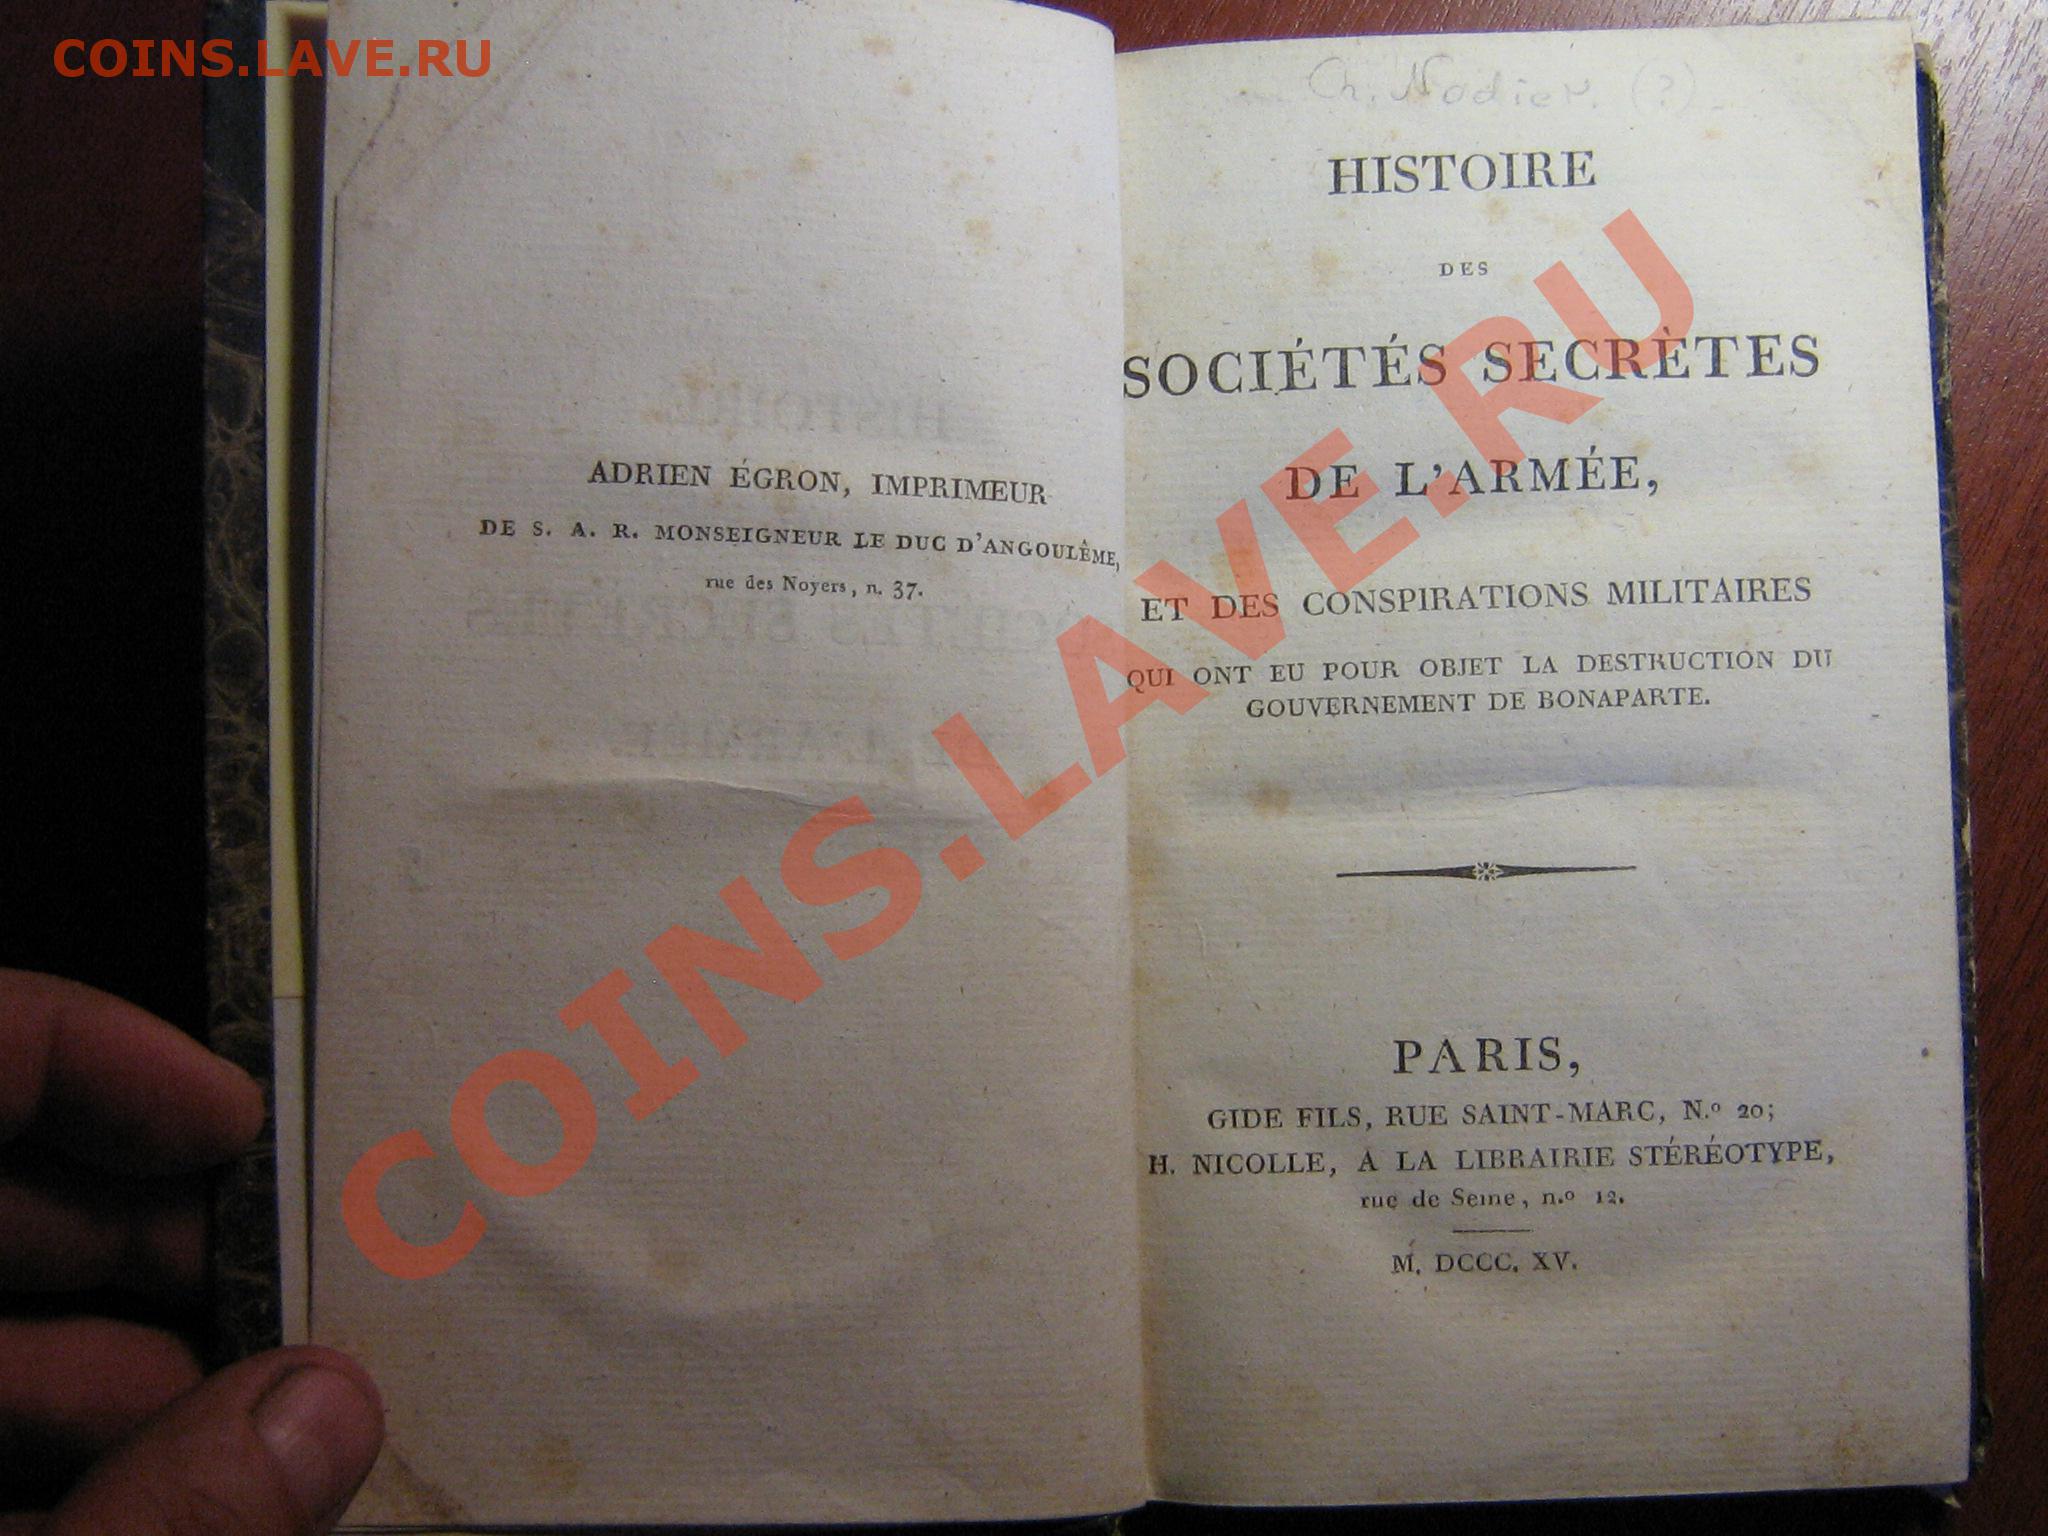 COINS.LAVE.RU
ADRIEN ÉGRON, IMPRIMEUR
DE S. A. R. MONSEIGNEUR LE DUC D'ANGOULÊME,
rue des Noyers, n. 37.
Ch. Nodier. (?)
HISTOIRE
DES
SOCIÉTÉS SECRÈTES
DE L'ARMÉE,
ET DES CONSPIRATIONS MILITAIRES
QUI ONT EU POUR OBJET LA DESTRUCTION DU
GOUVERNEMENT DE BONAPARTE.
PARIS,
GIDE FILS, RUE SAINT-MARC, N.º 20;
H. NICOLLE, A LA LIBRAIRIE STÉRÉOTYPE,
rue de Seine, n.º 12.
M. DCCC. XV.
COINS.LAVE.RU